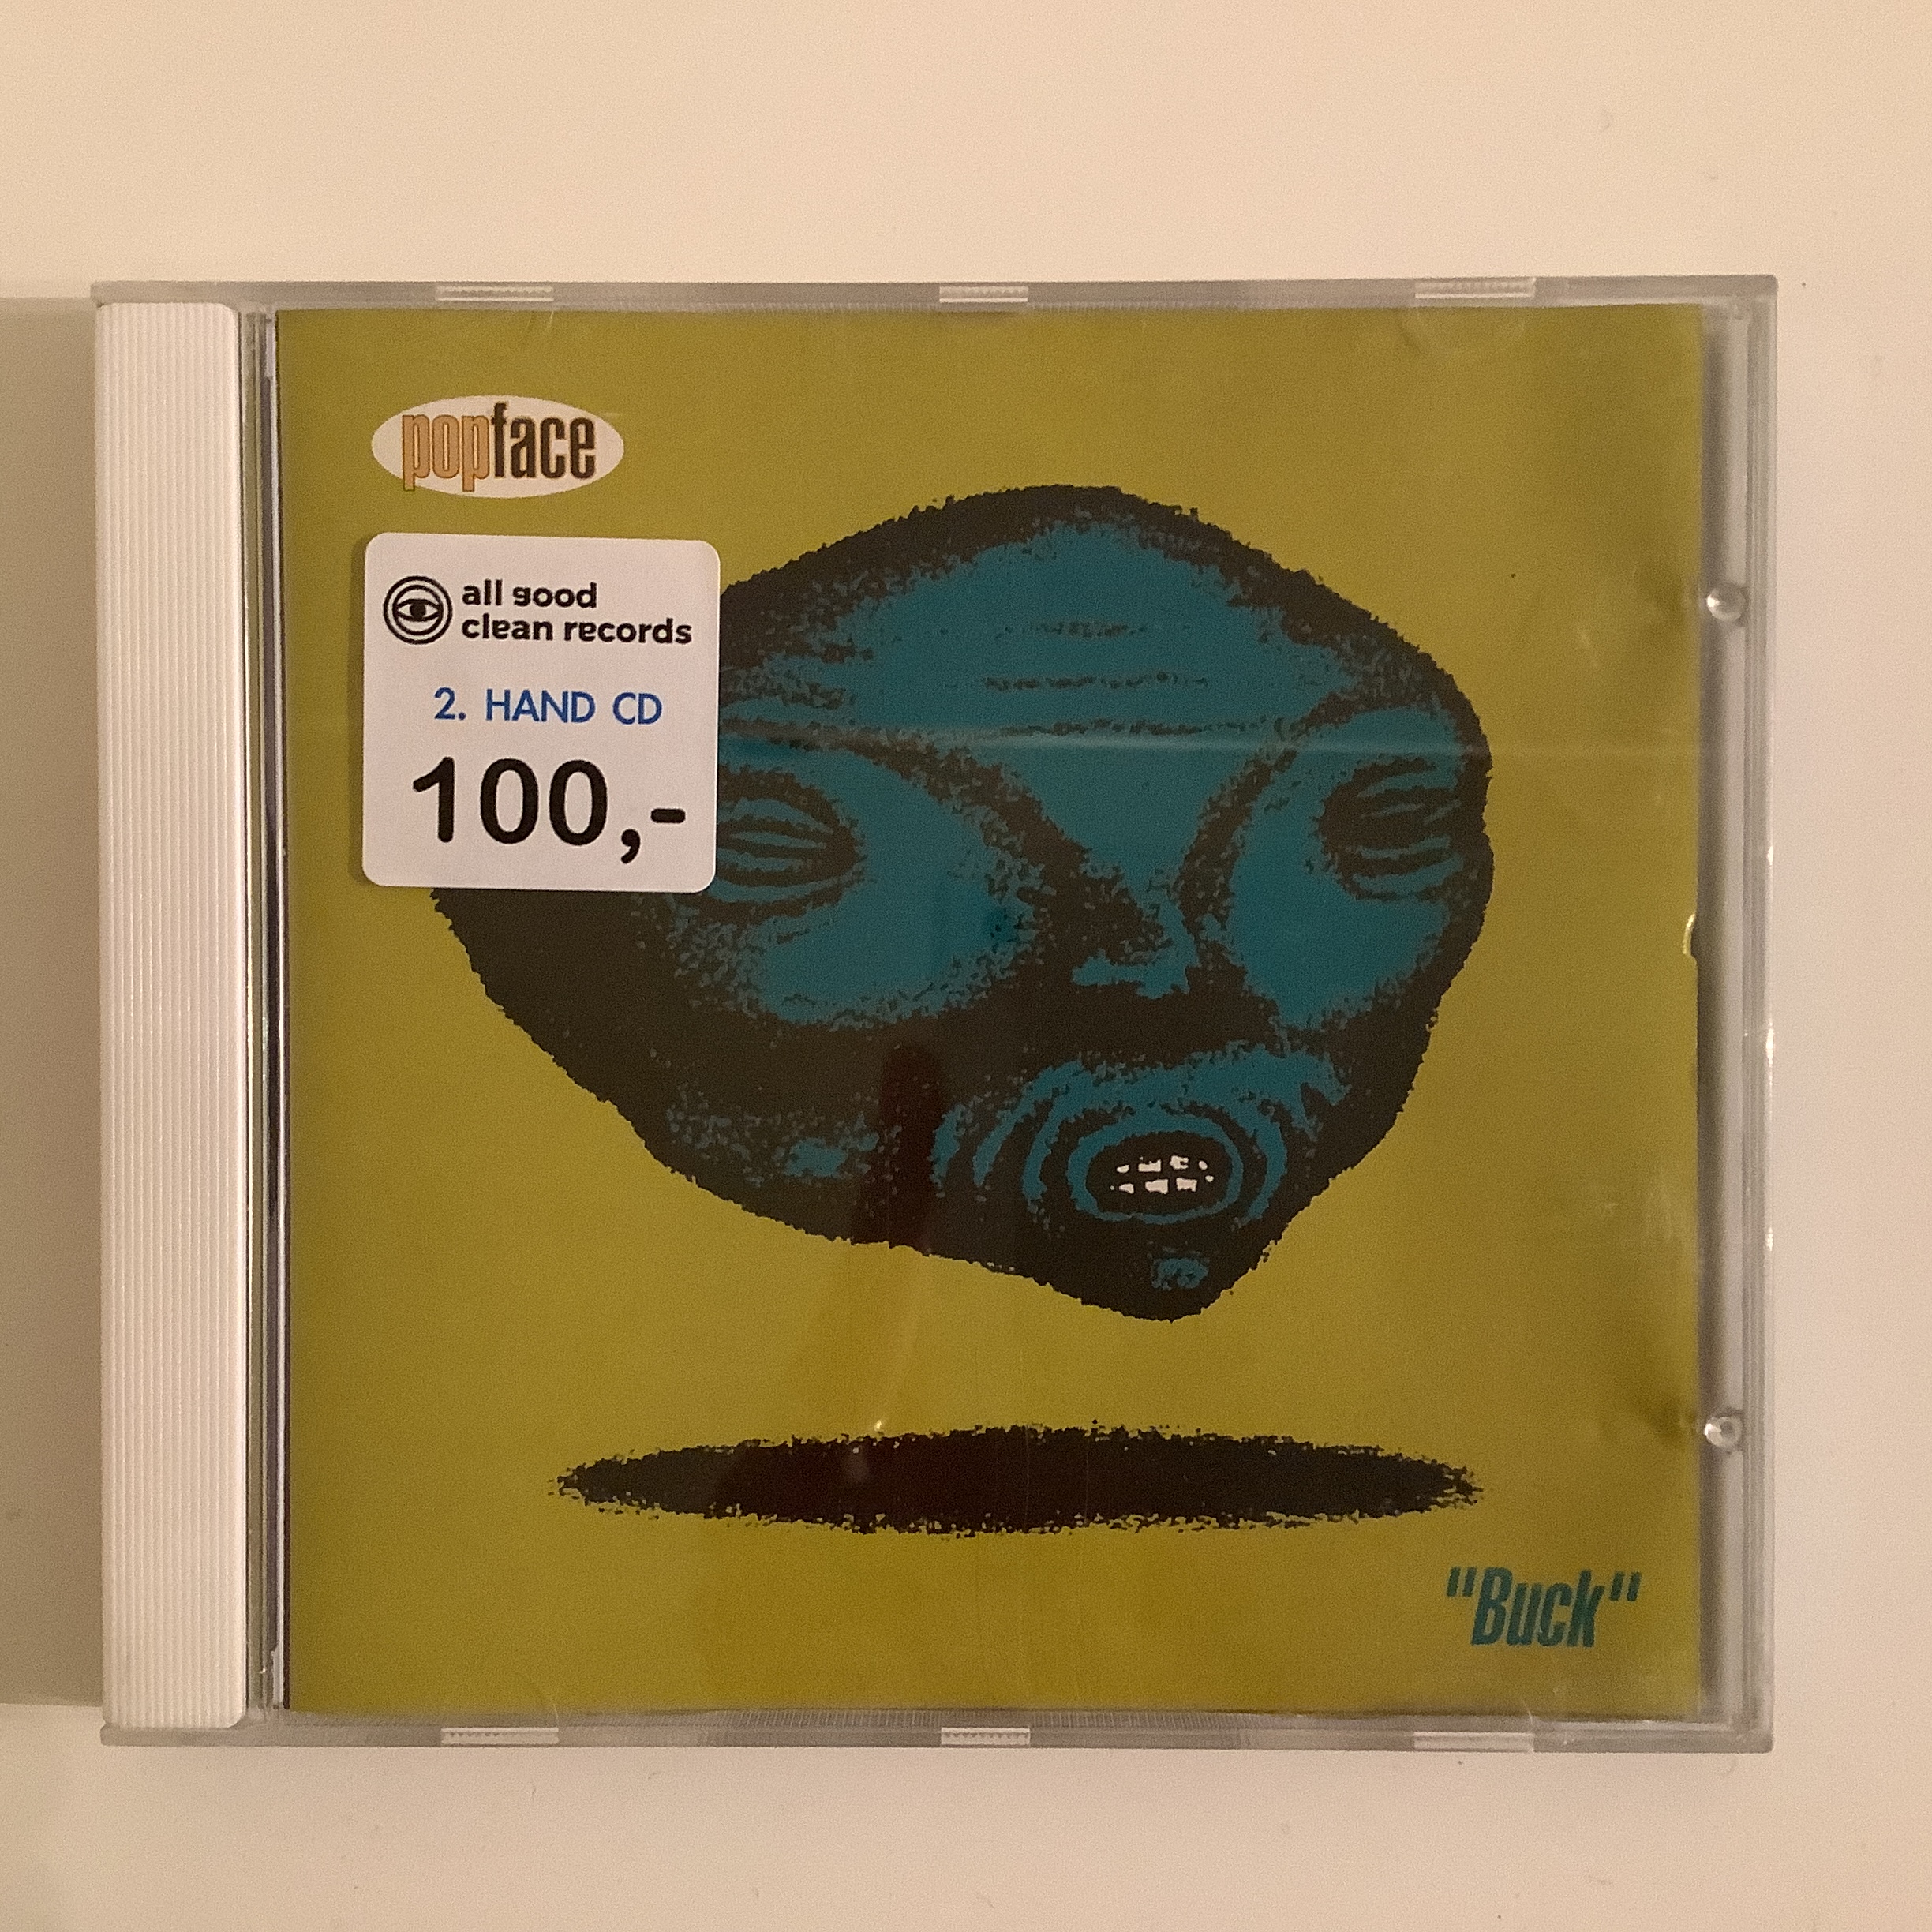 popface
all good
clean records
2. HAND CD
100,-
"Buck"